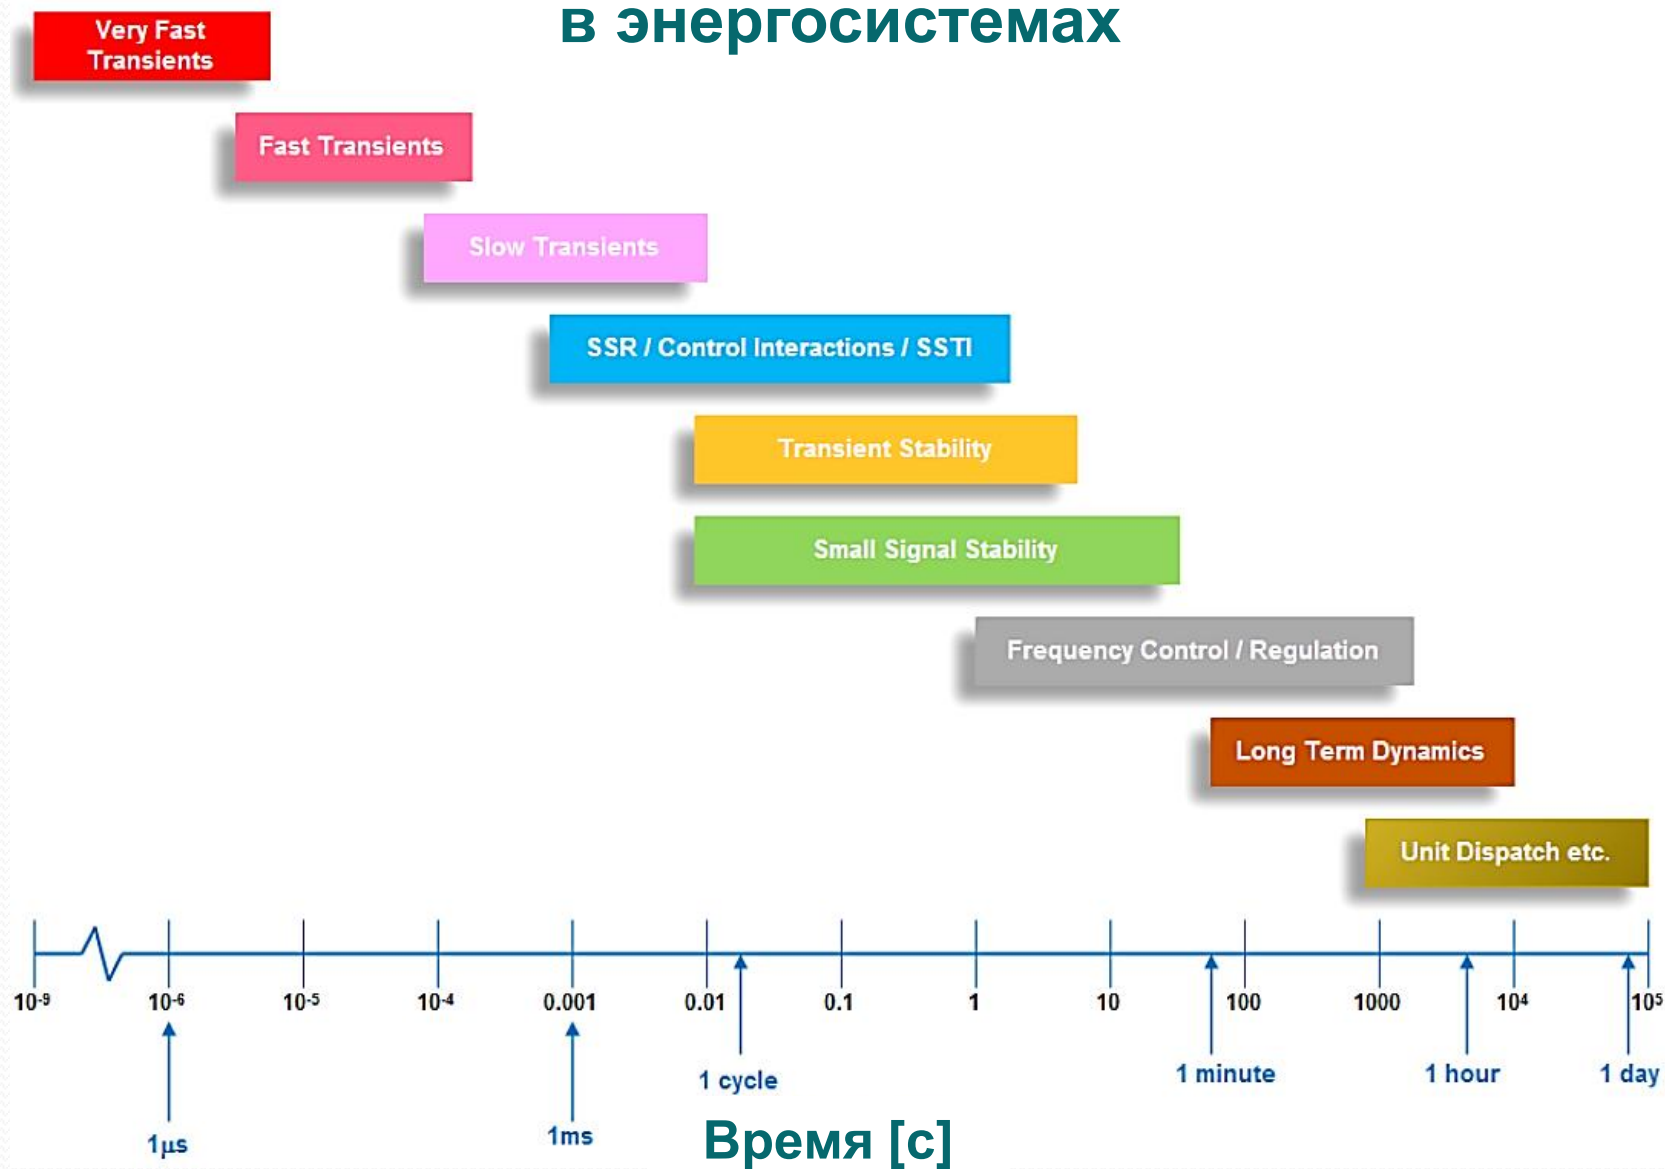 в энергосистемах
Very Fast
Transients
Fast Transients
Slow Transients
SSR / Control Interactions / SSTI
Transient Stability
Small Signal Stability
Frequency Control / Regulation
Long Term Dynamics
Unit Dispatch etc.
10⁻⁹ 10⁻⁶ 10⁻⁵ 10⁻⁴ 0.001 0.01 0.1 1 10 100 1000 10⁴ 10⁵
1 cycle 1 minute 1 hour 1 day
1µs 1ms
Время [с]